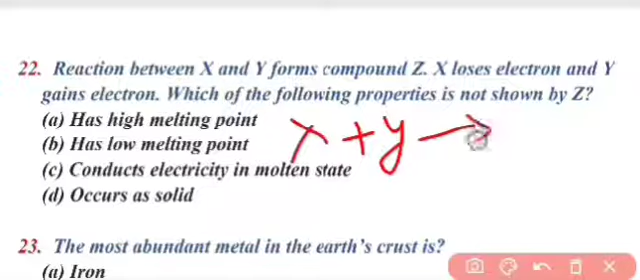 22. Reaction between X and Y forms compound Z. X loses electron and Y
gains electron. Which of the following properties is not shown by Z?
(a) Has high melting point
(b) Has low melting point
x + y →
(c) Conducts electricity in molten state
(d) Occurs as solid
23. The most abundant metal in the earth's crust is?
(a) Iron